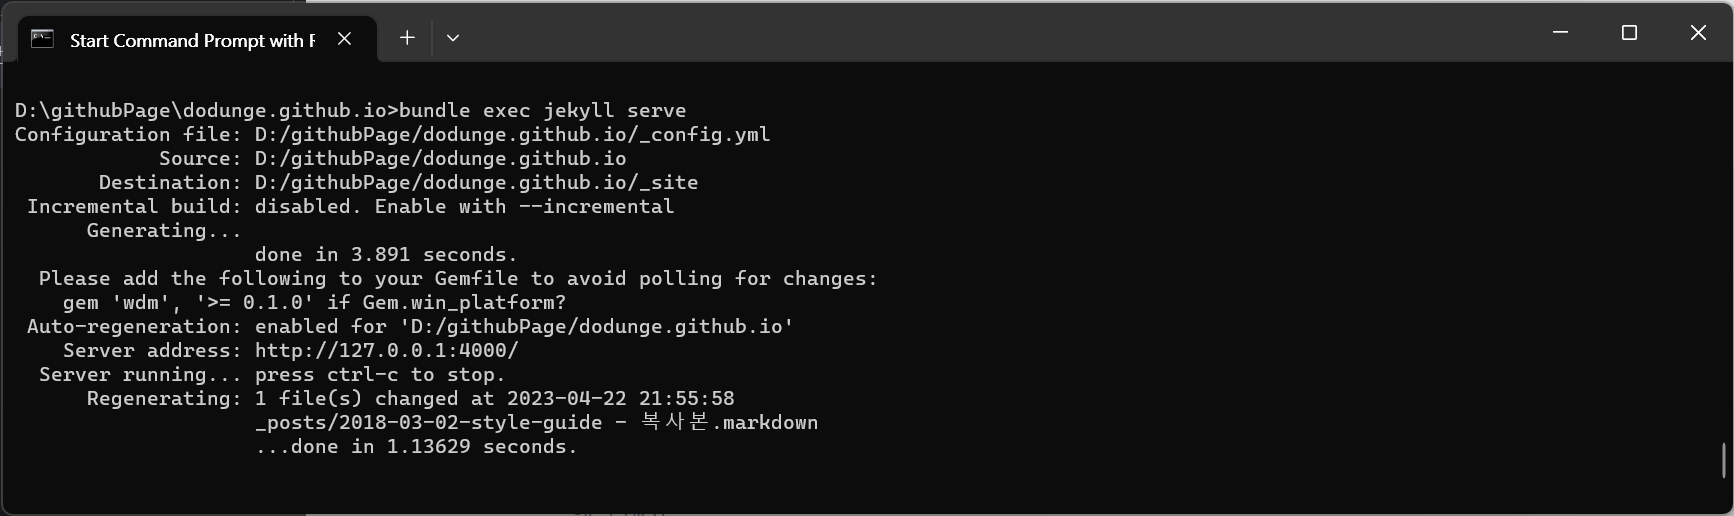 Start Command Prompt with R
D:\githubPage\dodunge.github.io>bundle exec jekyll serve
Configuration file: D:/githubPage/dodunge.github.io/_config.yml
Source: D:/githubPage/dodunge.github.io
Destination: D:/githubPage/dodunge.github.io/_site
Incremental build: disabled. Enable with --incremental
Generating...
done in 3.891 seconds.
Please add the following to your Gemfile to avoid polling for changes:
gem 'wdm', '>= 0.1.0' if Gem.win_platform?
Auto-regeneration: enabled for 'D:/githubPage/dodunge.github.io'
Server address: http://127.0.0.1:4000/
Server running... press ctrl-c to stop.
Regenerating: 1 file(s) changed at 2023-04-22 21:55:58
_posts/2018-03-02-style-guide - 복사본.markdown
...done in 1.13629 seconds.